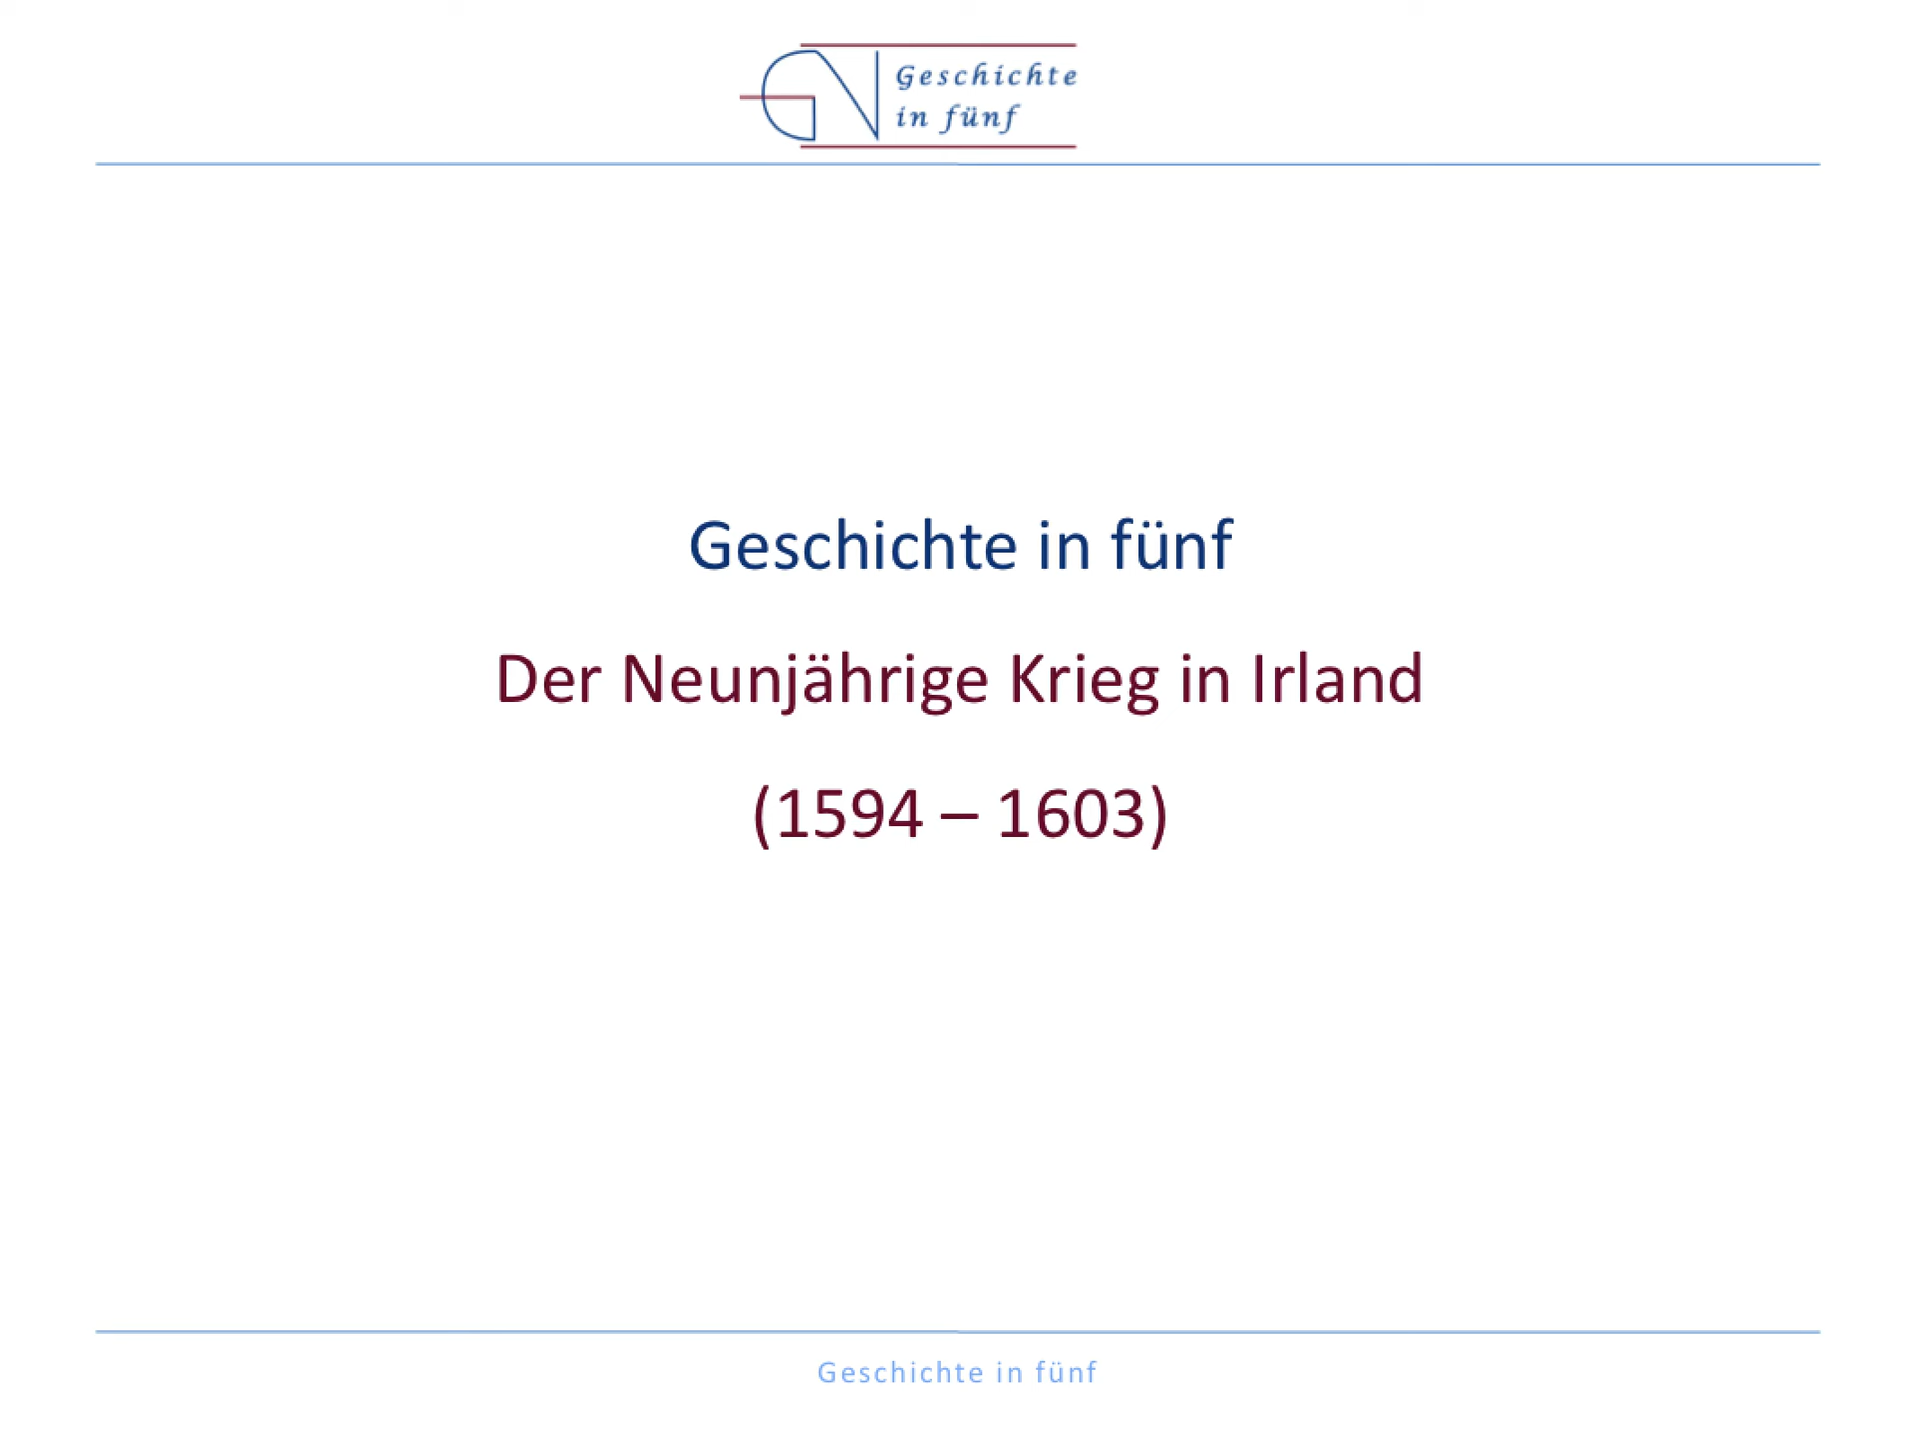 Geschichte
in fünf
Geschichte in fünf
Der Neunjährige Krieg in Irland
(1594 – 1603)
Geschichte in fünf